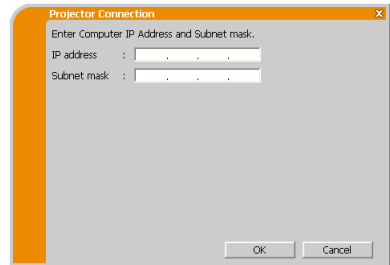 Projector Connection
Enter Computer IP Address and Subnet mask.
IP address : . . .
Subnet mask : . . .
OK Cancel